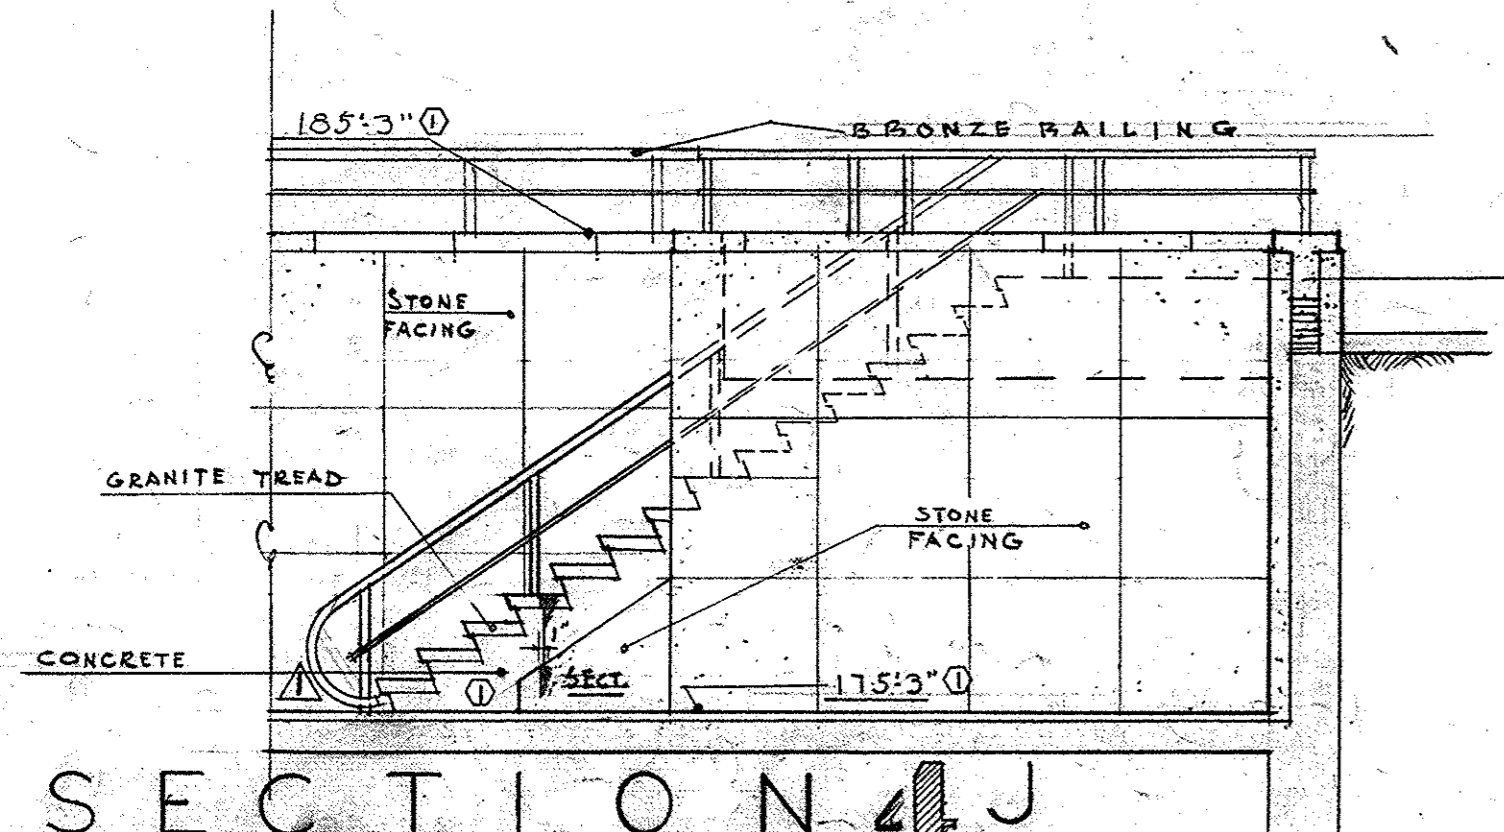 185'-3" 1
BRONZE RAILING
STONE
FACING
GRANITE TREAD
STONE
FACING
CONCRETE
1
1
1"
SECT.
175'-3" 1
SECTION J